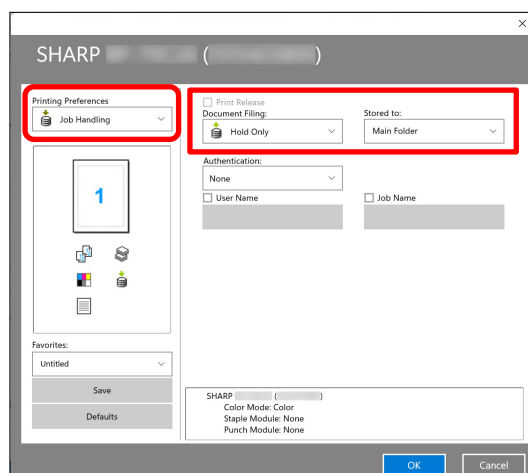 SHARP ( )
Printing Preferences
Job Handling
Print Release
Document Filing:
Stored to:
Hold Only
Main Folder
Authentication:
None
User Name
Job Name
1
Favorites:
Untitled
Save
Defaults
SHARP ( )
Color Mode: Color
Staple Module: None
Punch Module: None
OK
Cancel